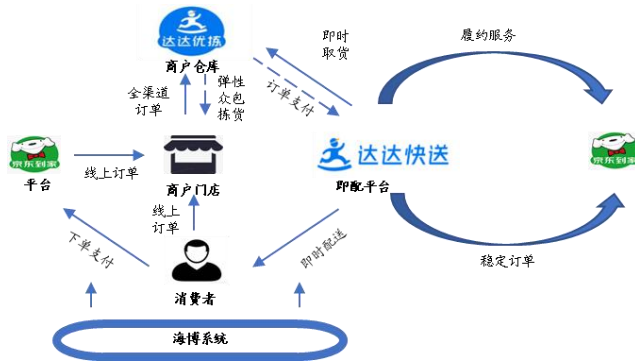 达达优拣
商户仓库
即时
取货
履约服务
全渠道
订单
弹性
众包
拣货
订单支付
京东到家
平台
线上订单
商户门店
达达快送
即配平台
京东到家
线上
订单
下单支付
即时配送
稳定订单
消费者
海博系统